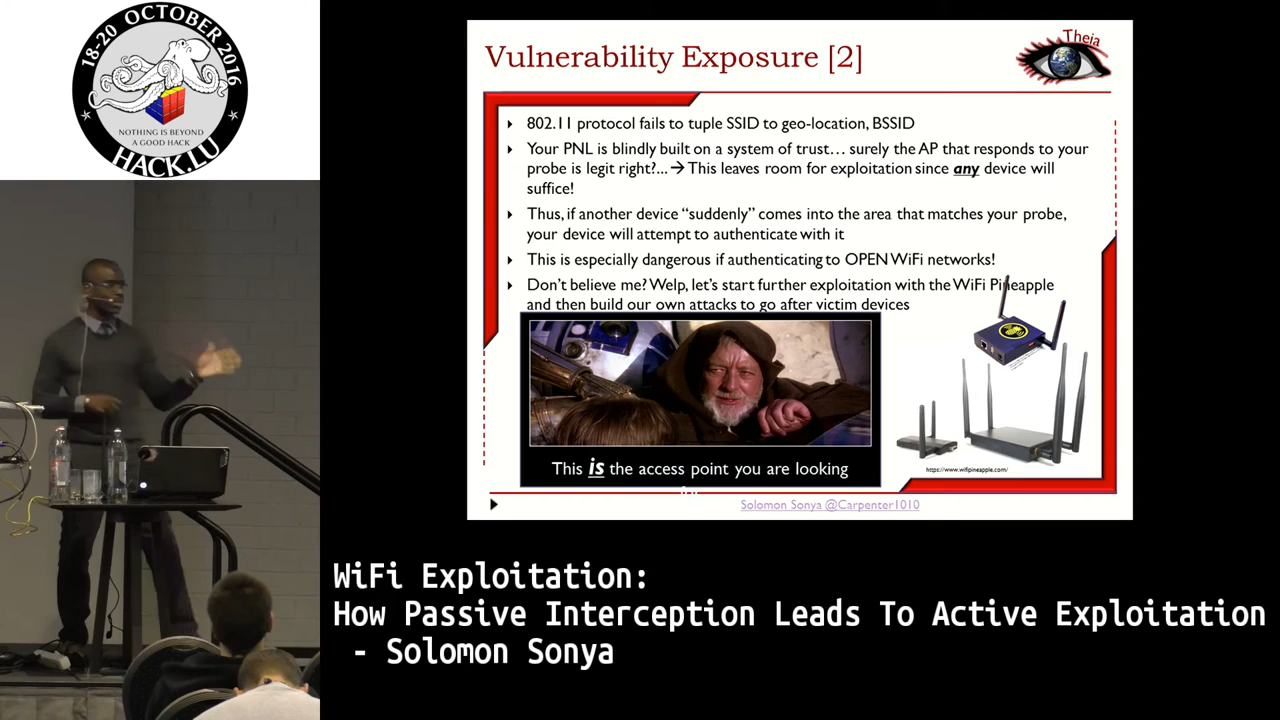 18-20 OCTOBER 2016
NOTHING IS BEYOND
A GOOD HACK
HACK.LU
Vulnerability Exposure [2]
Theia
802.11 protocol fails to tuple SSID to geo-location, BSSID
Your PNL is blindly built on a system of trust… surely the AP that responds to your
probe is legit right?... → This leaves room for exploitation since any device will
suffice!
Thus, if another device “suddenly” comes into the area that matches your probe,
your device will attempt to authenticate with it
This is especially dangerous if authenticating to OPEN WiFi networks!
Don’t believe me? Welp, let’s start further exploitation with the WiFi Pineapple
and then build our own attacks to go after victim devices
This is the access point you are looking
https://www.wifipineapple.com/
Solomon Sonya @Carpenter1010
WiFi Exploitation:
How Passive Interception Leads To Active Exploitation
- Solomon Sonya